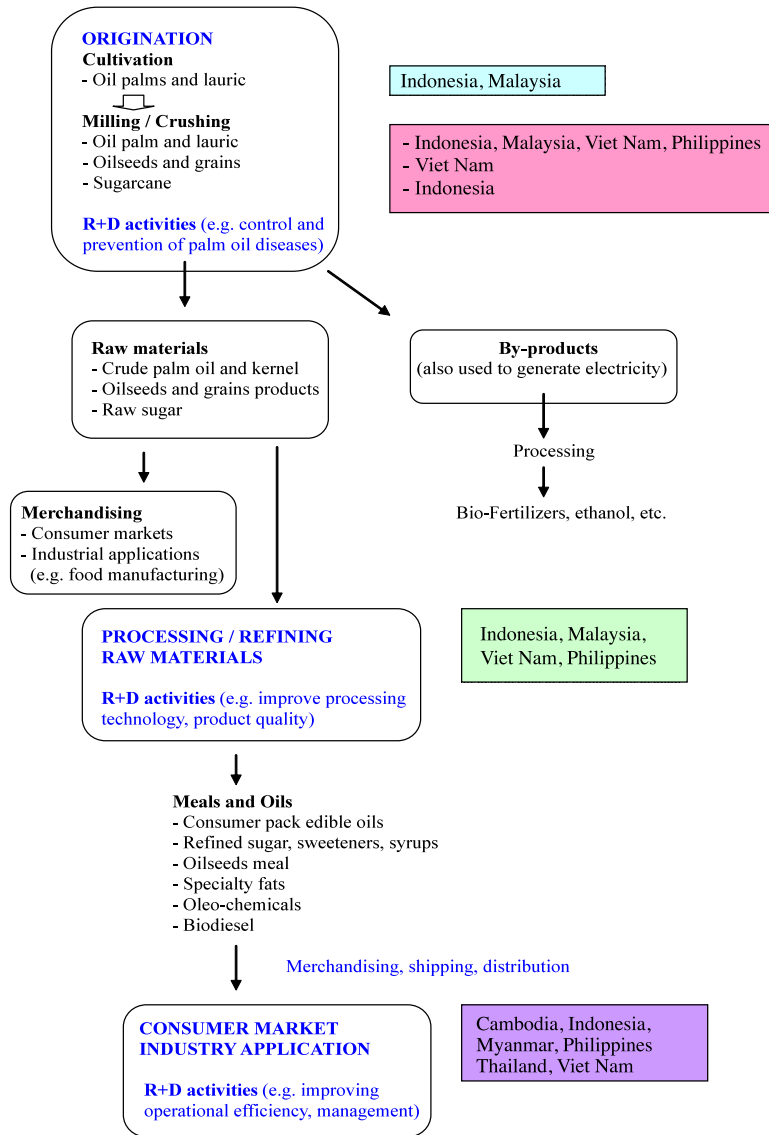 ORIGINATION
Cultivation
- Oil palms and lauric
Milling / Crushing
- Oil palm and lauric
- Oilseeds and grains
- Sugarcane
R+D activities (e.g. control and
prevention of palm oil diseases)
Indonesia, Malaysia
- Indonesia, Malaysia, Viet Nam, Philippines
- Viet Nam
- Indonesia
Raw materials
- Crude palm oil and kernel
- Oilseeds and grains products
- Raw sugar
By-products
(also used to generate electricity)
Processing
Bio-Fertilizers, ethanol, etc.
Merchandising
- Consumer markets
- Industrial applications
(e.g. food manufacturing)
PROCESSING / REFINING
RAW MATERIALS
R+D activities (e.g. improve processing
technology, product quality)
Indonesia, Malaysia,
Viet Nam, Philippines
Meals and Oils
- Consumer pack edible oils
- Refined sugar, sweeteners, syrups
- Oilseeds meal
- Specialty fats
- Oleo-chemicals
- Biodiesel
Merchandising, shipping, distribution
CONSUMER MARKET
INDUSTRY APPLICATION
R+D activities (e.g. improving
operational efficiency, management)
Cambodia, Indonesia,
Myanmar, Philippines
Thailand, Viet Nam